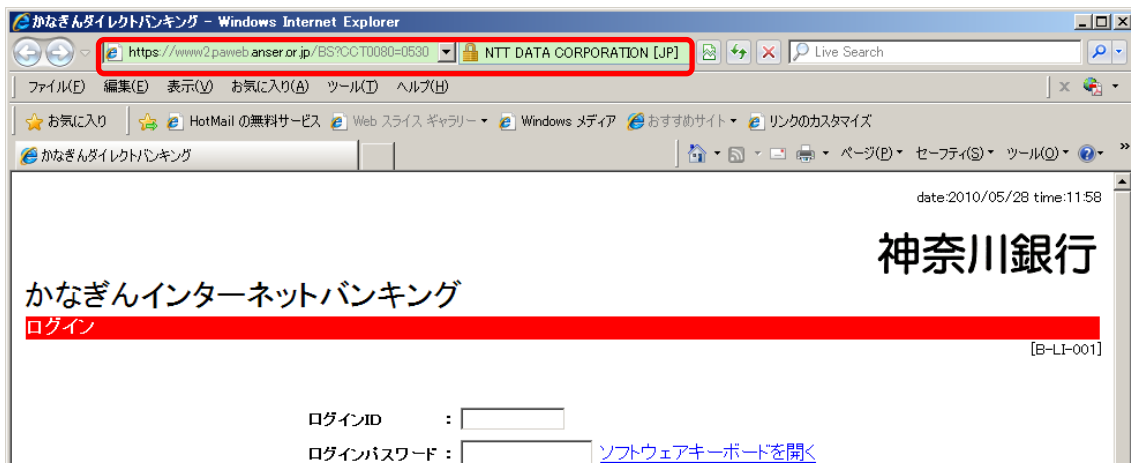 かなぎんダイレクトバンキング - Windows Internet Explorer
https://www2.paweb.anser.or.jp/BS?CCT0080=0530 NTT DATA CORPORATION [JP] Live Search
ファイル(F) 編集(E) 表示(V) お気に入り(A) ツール(T) ヘルプ(H)
お気に入り HotMail の無料サービス Web スライス ギャラリー Windows メディア おすすめサイト リンクのカスタマイズ
かなぎんダイレクトバンキング ページ(P) セーフティ(S) ツール(O)
date:2010/05/28 time:11:58
神奈川銀行
かなぎんインターネットバンキング
ログイン
[B-LI-001]
ログインID :
ログインパスワード : ソフトウェアキーボードを開く